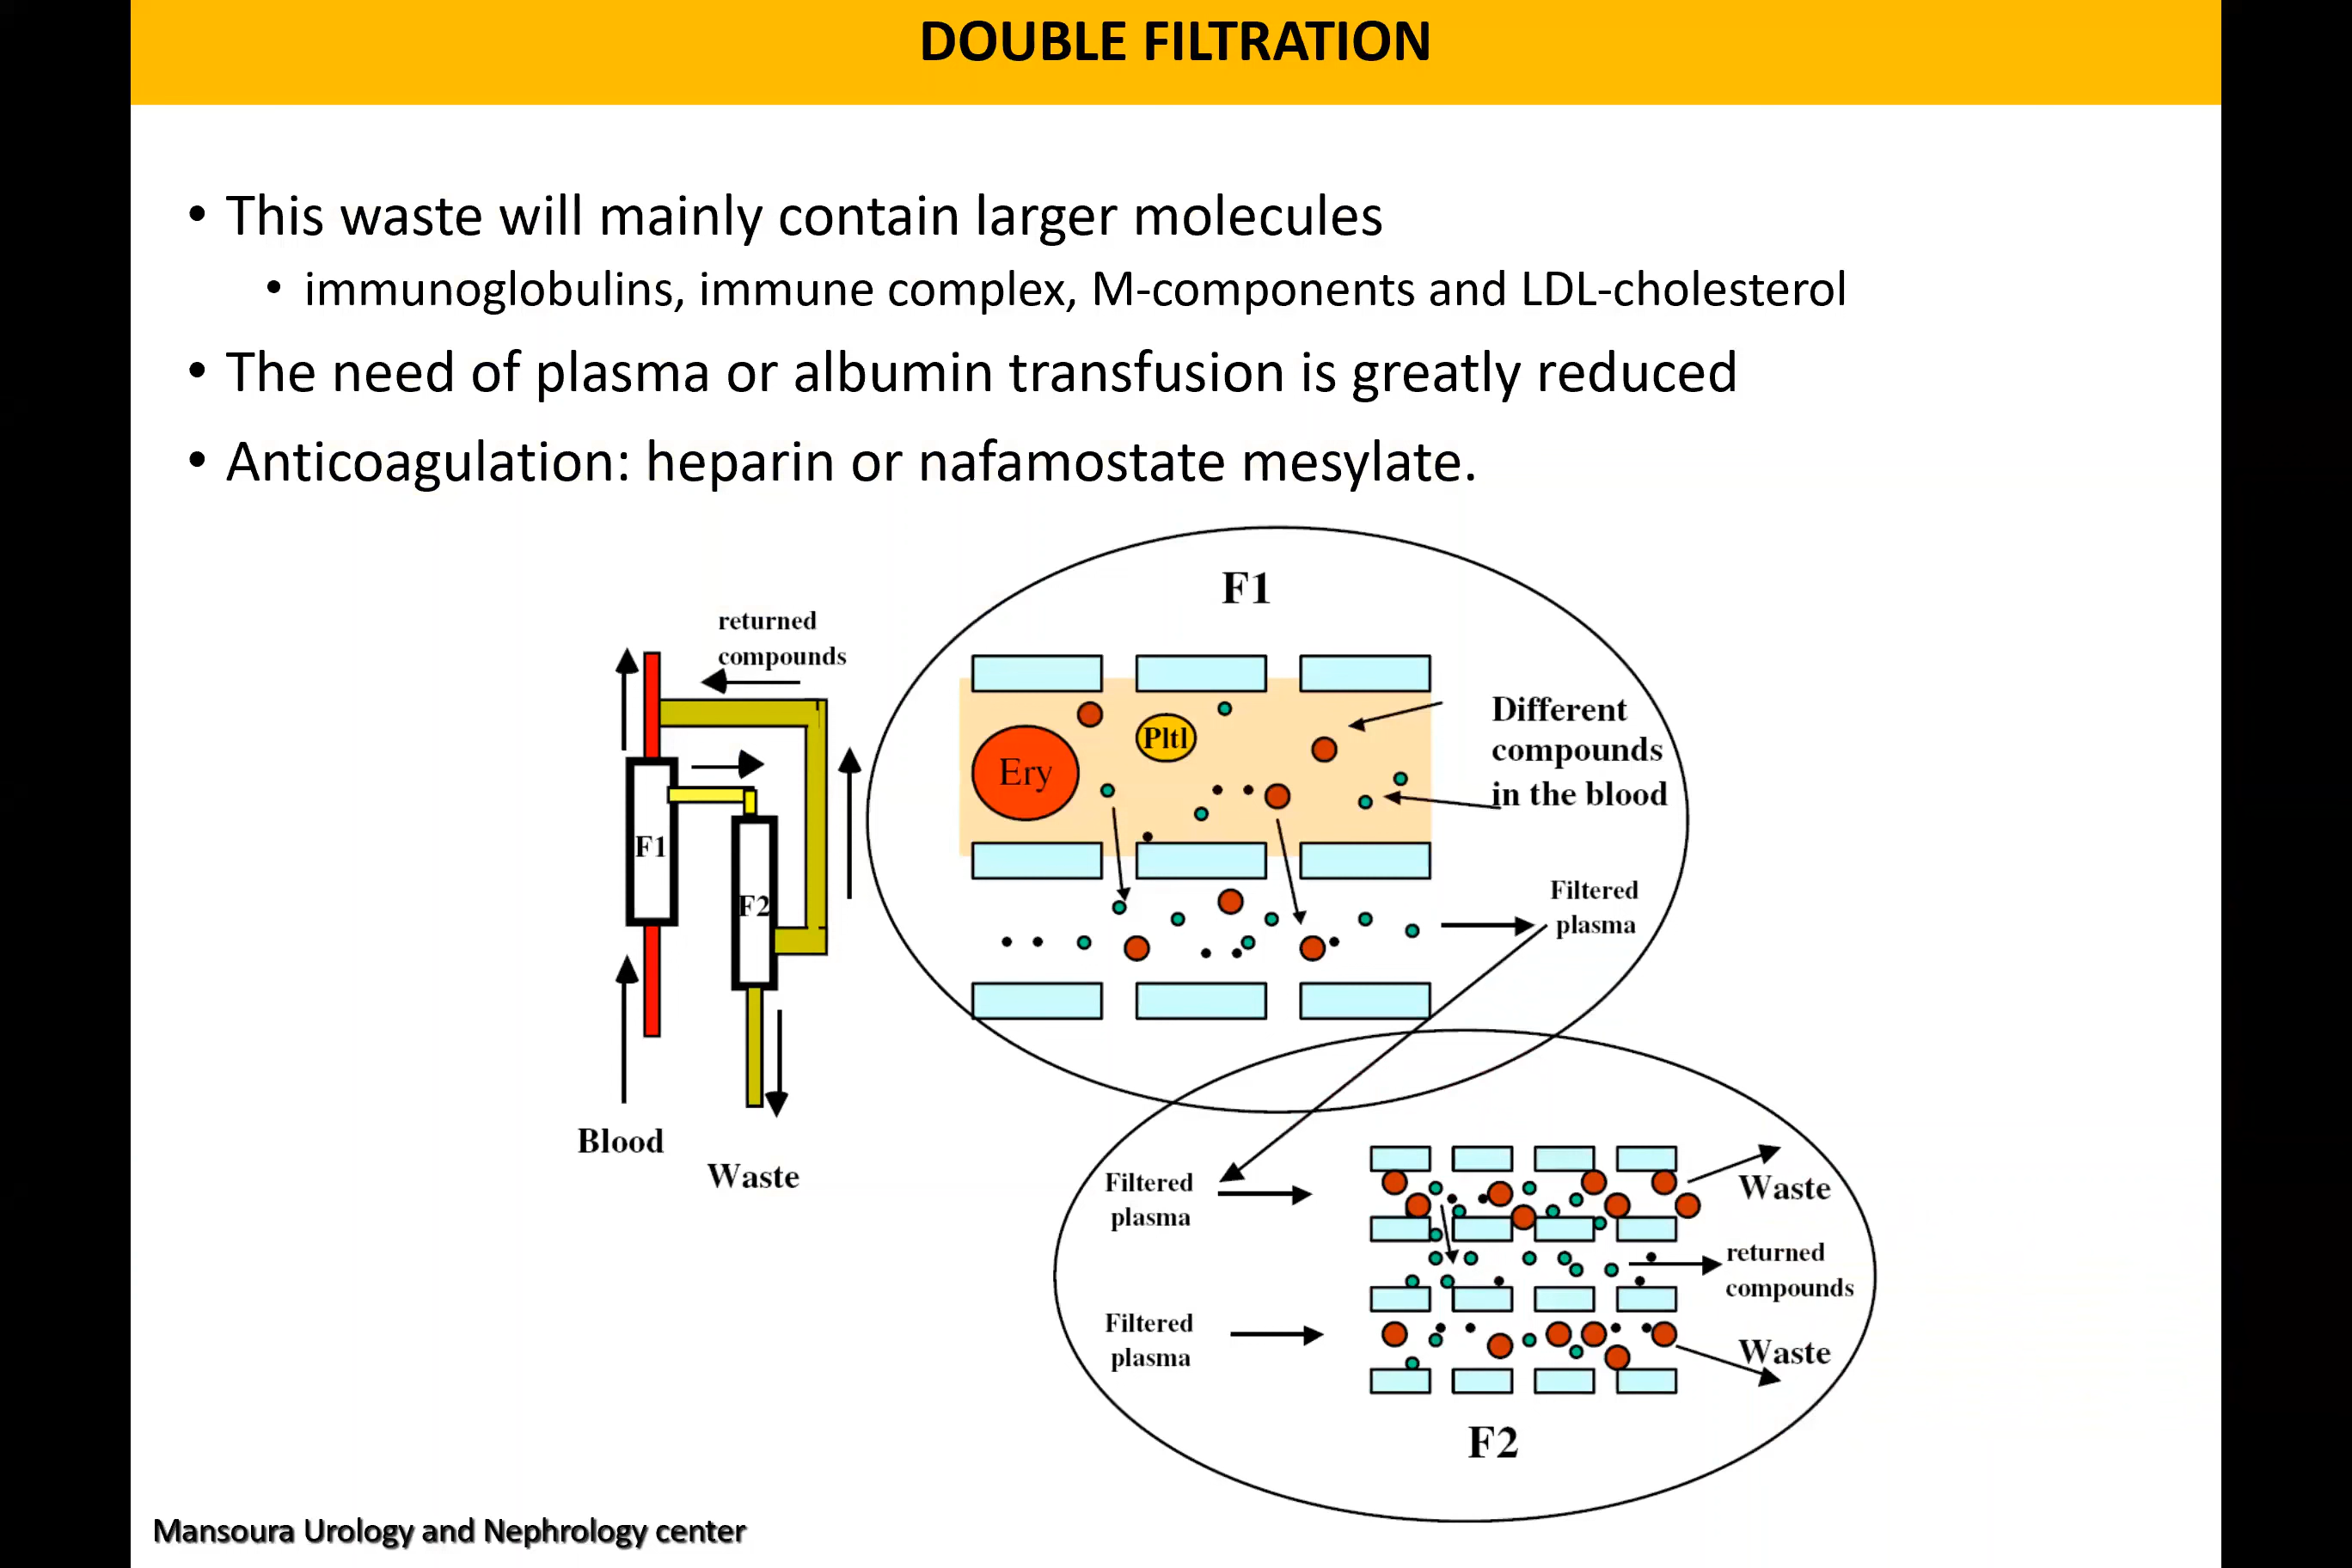 DOUBLE FILTRATION
• This waste will mainly contain larger molecules
• immunoglobulins, immune complex, M-components and LDL-cholesterol
• The need of plasma or albumin transfusion is greatly reduced
• Anticoagulation: heparin or nafamostate mesylate.
returned
compounds
F1
F2
Blood
Waste
F1
Ery
Pltl
Different
compounds
in the blood
Filtered
plasma
Filtered
plasma
Waste
returned
compounds
Filtered
plasma
Waste
F2
Mansoura Urology and Nephrology center